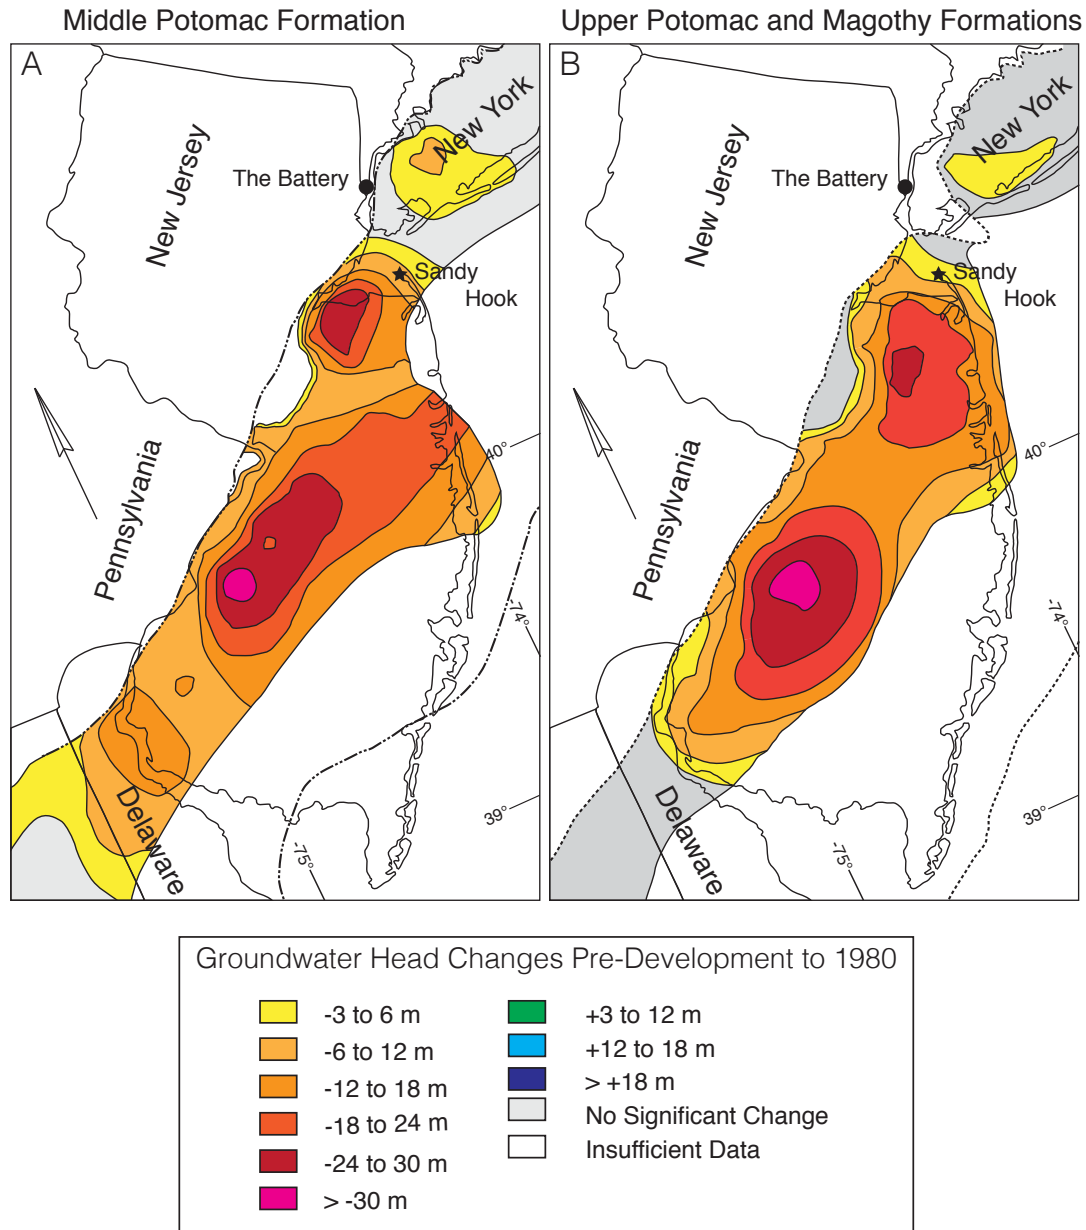 Middle Potomac Formation
Upper Potomac and Magothy Formations
A
New York
New Jersey
The Battery
Sandy
Hook
Pennsylvania
40°
-74°
Delaware
-75°
39°
B
New York
New Jersey
The Battery
Sandy
Hook
Pennsylvania
40°
-74°
Delaware
-75°
39°
Groundwater Head Changes Pre-Development to 1980
-3 to 6 m
-6 to 12 m
-12 to 18 m
-18 to 24 m
-24 to 30 m
> -30 m
+3 to 12 m
+12 to 18 m
> +18 m
No Significant Change
Insufficient Data